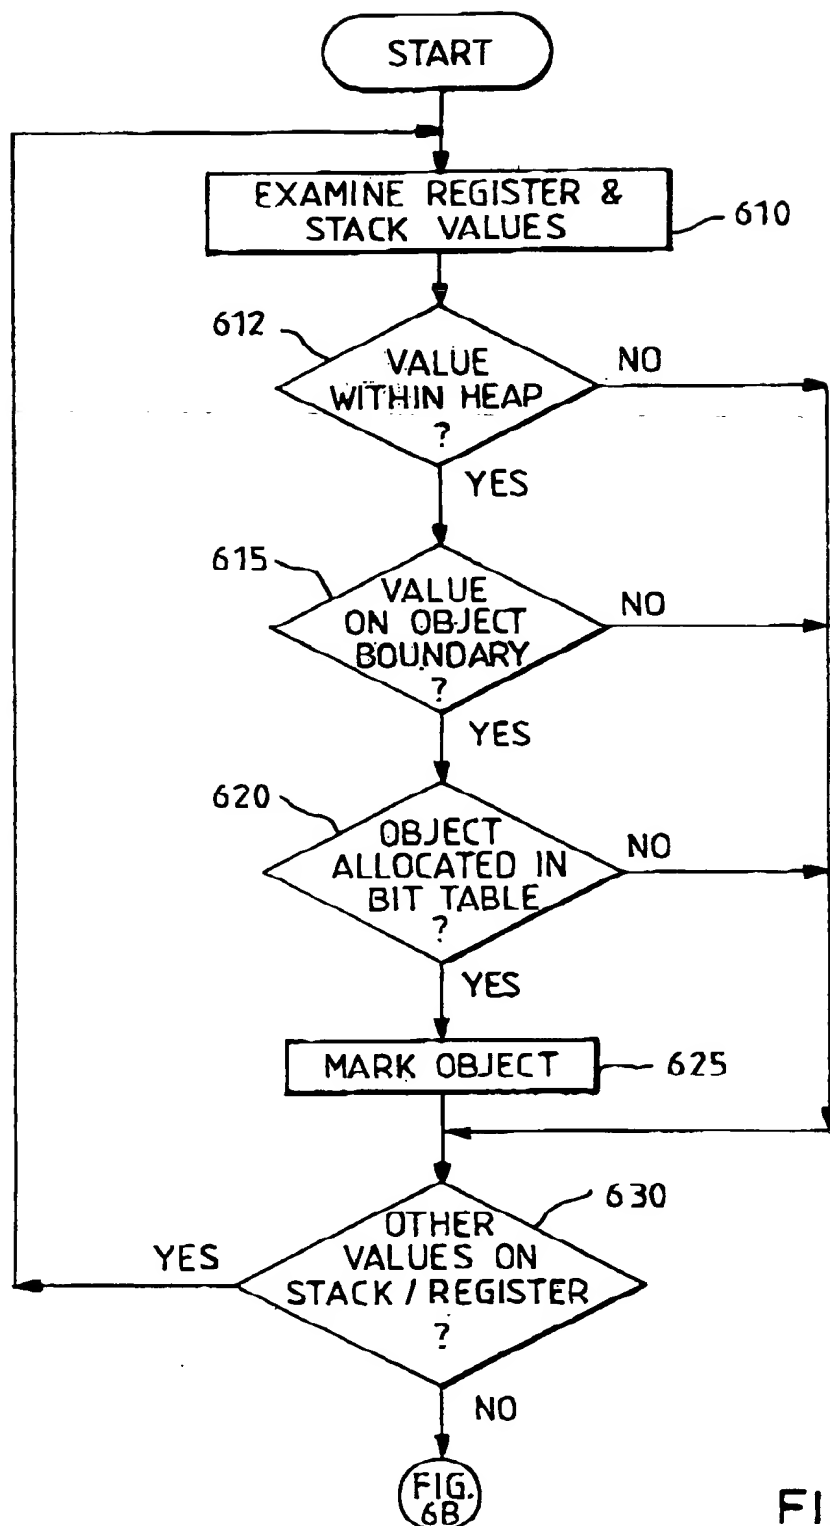 START
EXAMINE REGISTER &
STACK VALUES
610
612
VALUE
WITHIN HEAP
?
NO
YES
615
VALUE
ON OBJECT
BOUNDARY
?
NO
YES
620
OBJECT
ALLOCATED IN
BIT TABLE
?
NO
YES
MARK OBJECT
625
630
OTHER
VALUES ON
STACK / REGISTER
?
YES
NO
FIG.
6B
FI